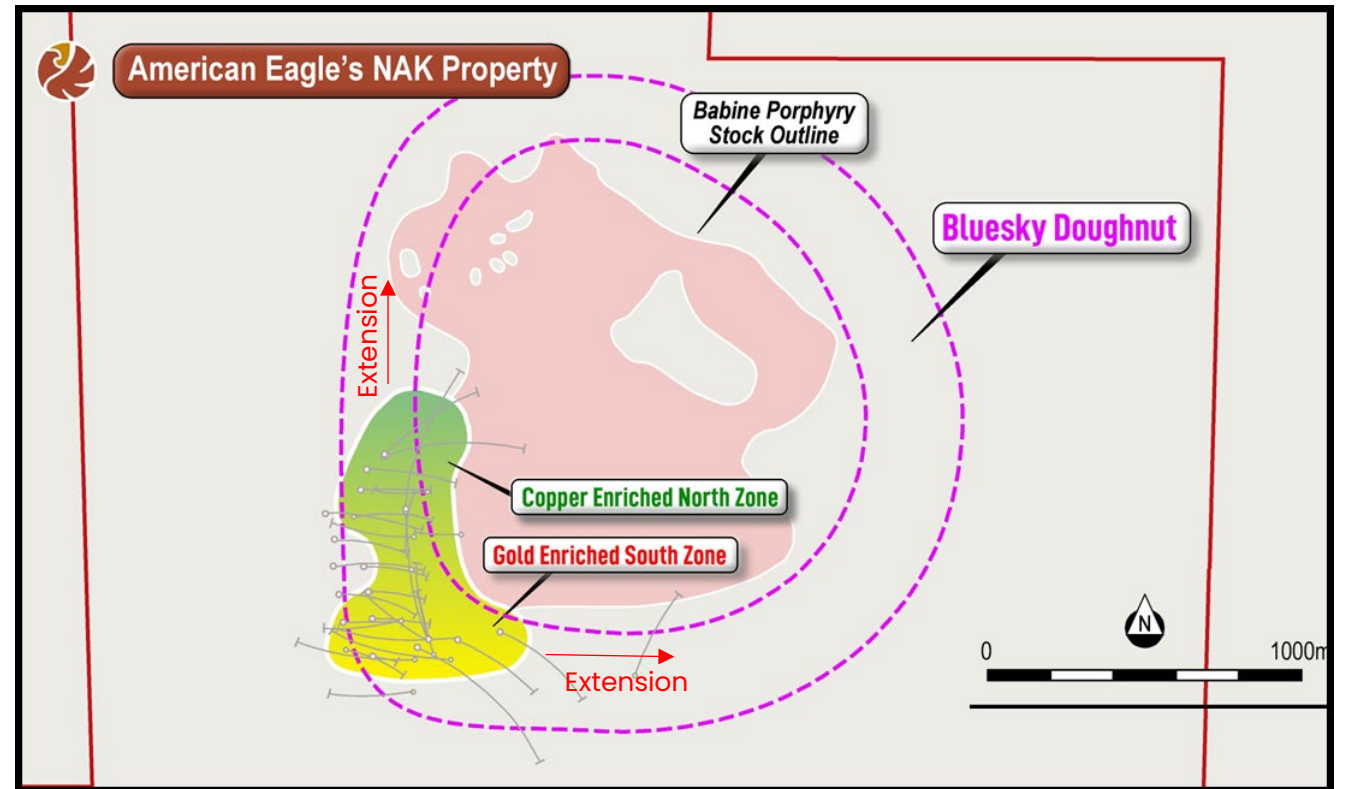 American Eagle's NAK Property
Babine Porphyry
Stock Outline
Bluesky Doughnut
Extension
Copper Enriched North Zone
Gold Enriched South Zone
Extension
N
0
1000m